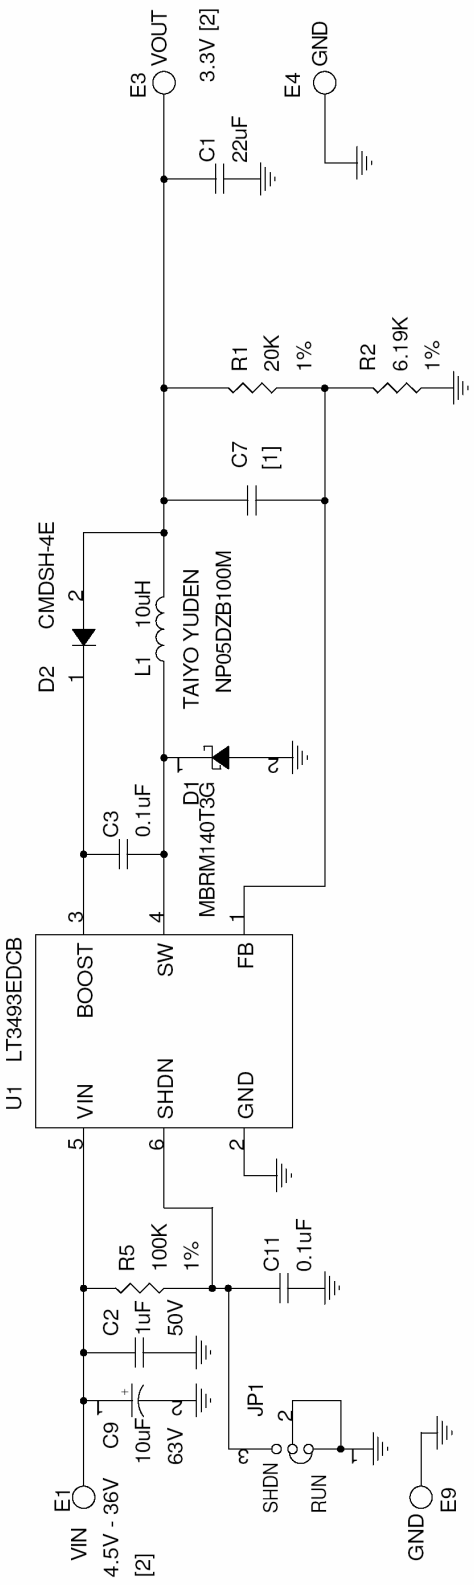 E1
VIN
4.5V - 36V
[2]
1
+
2
C9
10uF
63V
C2
1uF
50V
R5
100K
1%
C11
0.1uF
JP1
SHDN
RUN
3
2
1
GND
E9
U1 LT3493EDCB
5 VIN
6 SHDN
2 GND
BOOST 3
SW 4
FB 1
C3
0.1uF
D2
CMDSH-4E
1
2
L1 10uH
TAIYO YUDEN
NP05DZB100M
1
2
D1
MBRM140T3G
C7
[1]
R1
20K
1%
R2
6.19K
1%
C1
22uF
E3 VOUT
3.3V [2]
E4 GND